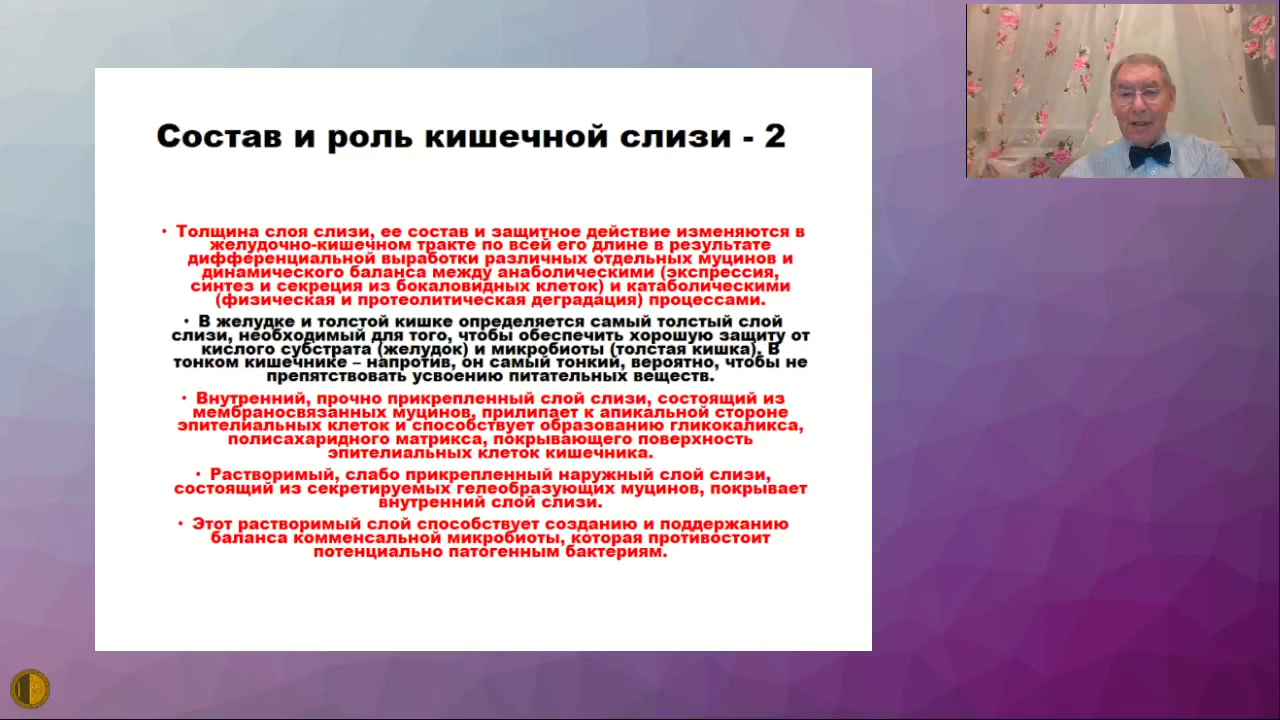 Состав и роль кишечной слизи - 2
• Толщина слоя слизи, ее состав и защитное действие изменяются в
желудочно-кишечном тракте по всей его длине в результате
дифференциальной выработки различных отдельных муцинов и
динамического баланса между анаболическими (экспрессия,
синтез и секреция из бокаловидных клеток) и катаболическими
(физическая и протеолитическая деградация) процессами.
• В желудке и толстой кишке определяется самый толстый слой
слизи, необходимый для того, чтобы обеспечить хорошую защиту от
кислого субстрата (желудок) и микробиоты (толстая кишка). В
тонком кишечнике – напротив, он самый тонкий, вероятно, чтобы не
препятствовать усвоению питательных веществ.
• Внутренний, прочно прикрепленный слой слизи, состоящий из
мембраносвязанных муцинов, прилипает к апикальной стороне
эпителиальных клеток и способствует образованию гликокаликса,
полисахаридного матрикса, покрывающего поверхность
эпителиальных клеток кишечника.
• Растворимый, слабо прикрепленный наружный слой слизи,
состоящий из секретируемых гелеобразующих муцинов, покрывает
внутренний слой слизи.
• Этот растворимый слой способствует созданию и поддержанию
баланса комменсальной микробиоты, которая противостоит
потенциально патогенным бактериям.